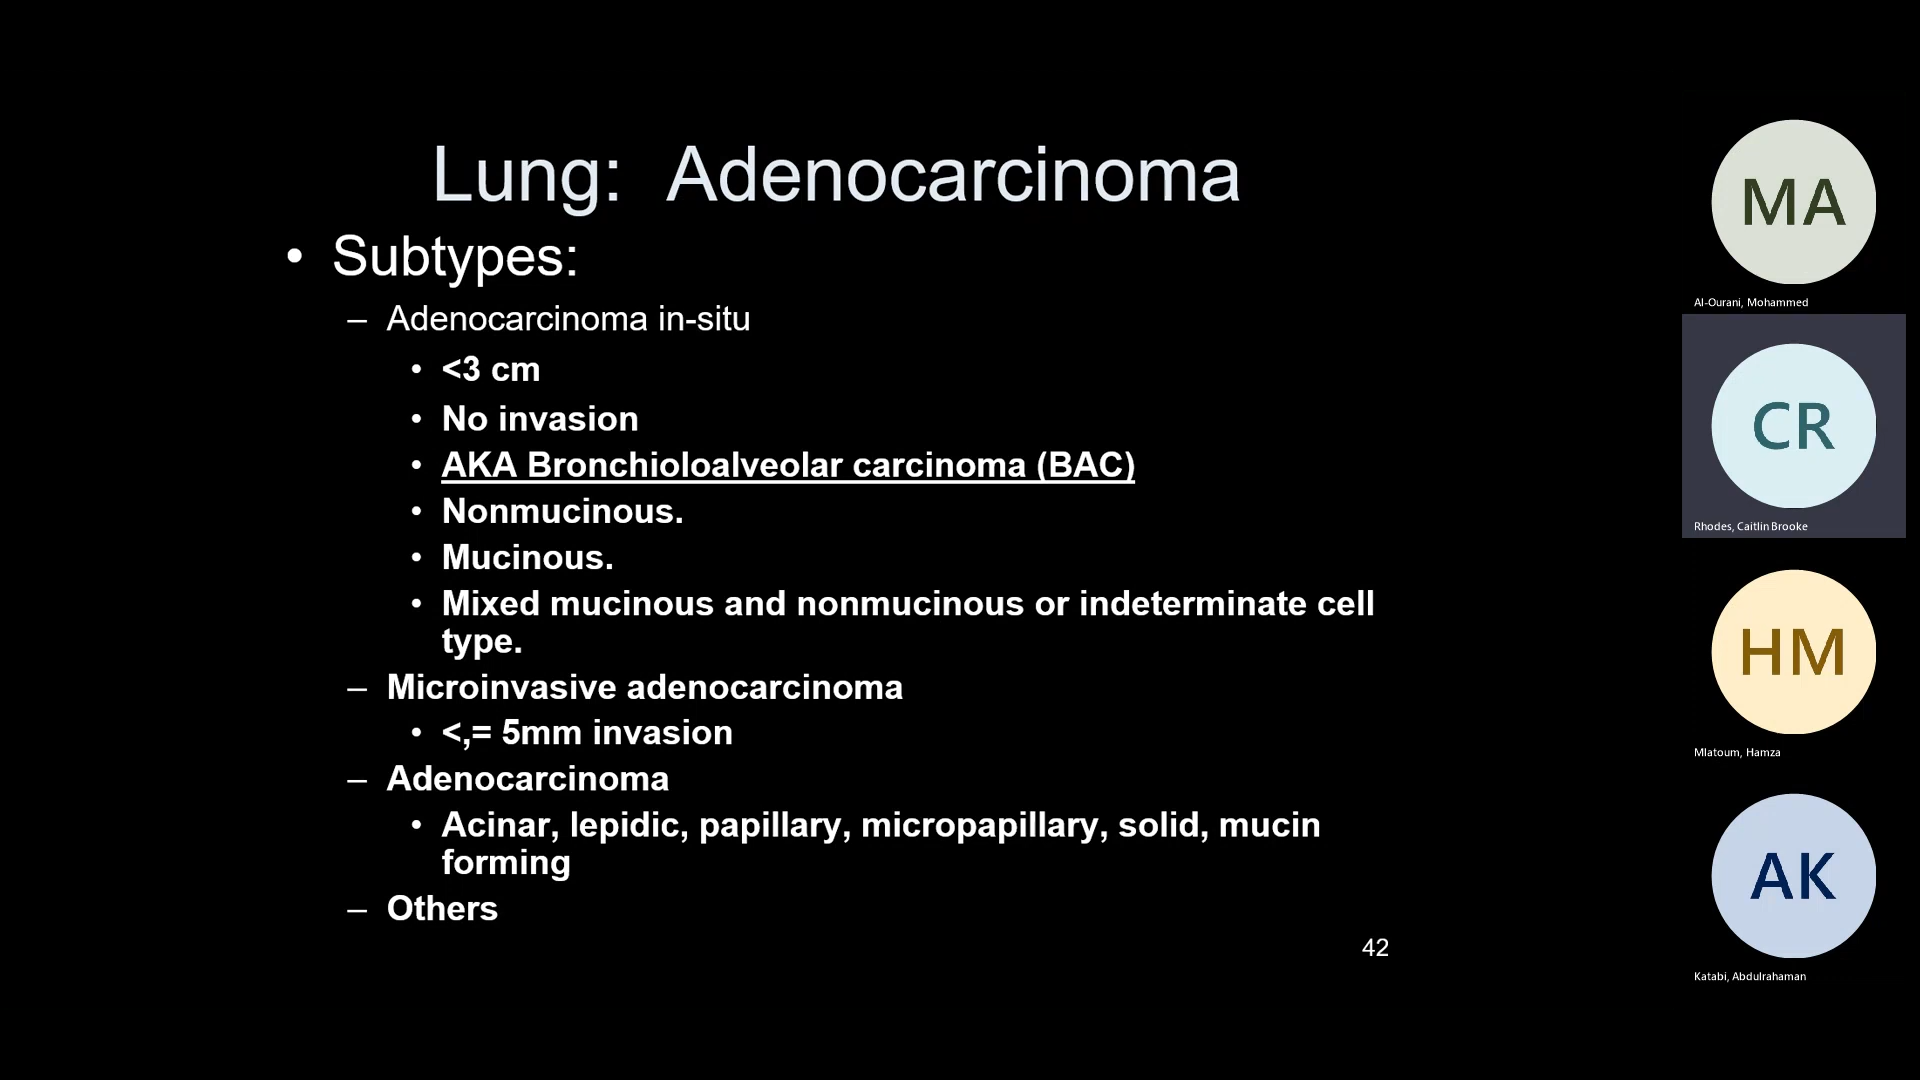 Lung: Adenocarcinoma
• Subtypes:
– Adenocarcinoma in-situ
• <3 cm
• No invasion
• AKA Bronchioloalveolar carcinoma (BAC)
• Nonmucinous.
• Mucinous.
• Mixed mucinous and nonmucinous or indeterminate cell
type.
– Microinvasive adenocarcinoma
• <,= 5mm invasion
– Adenocarcinoma
• Acinar, lepidic, papillary, micropapillary, solid, mucin
forming
– Others
42
MA
Al-Ourani, Mohammed
CR
Rhodes, Caitlin Brooke
HM
Mlatoum, Hamza
AK
Katabi, Abdulrahaman